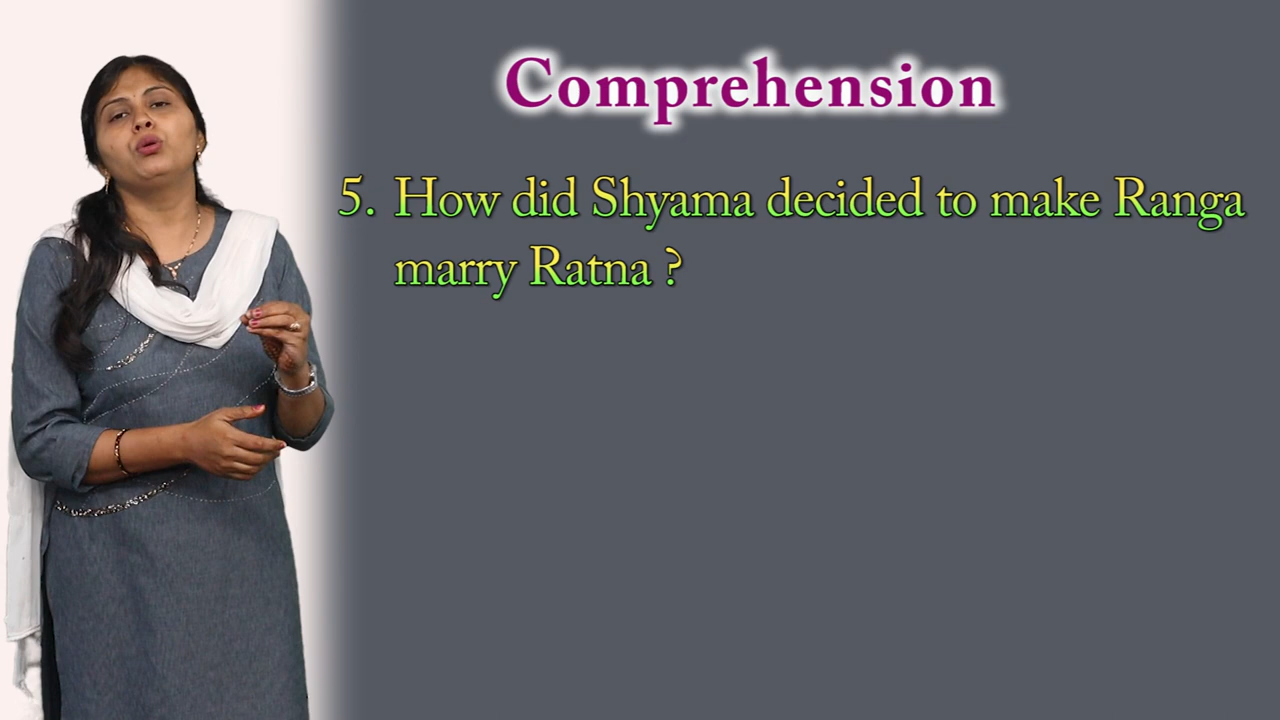 Comprehension
5. How did Shyama decided to make Ranga
marry Ratna ?